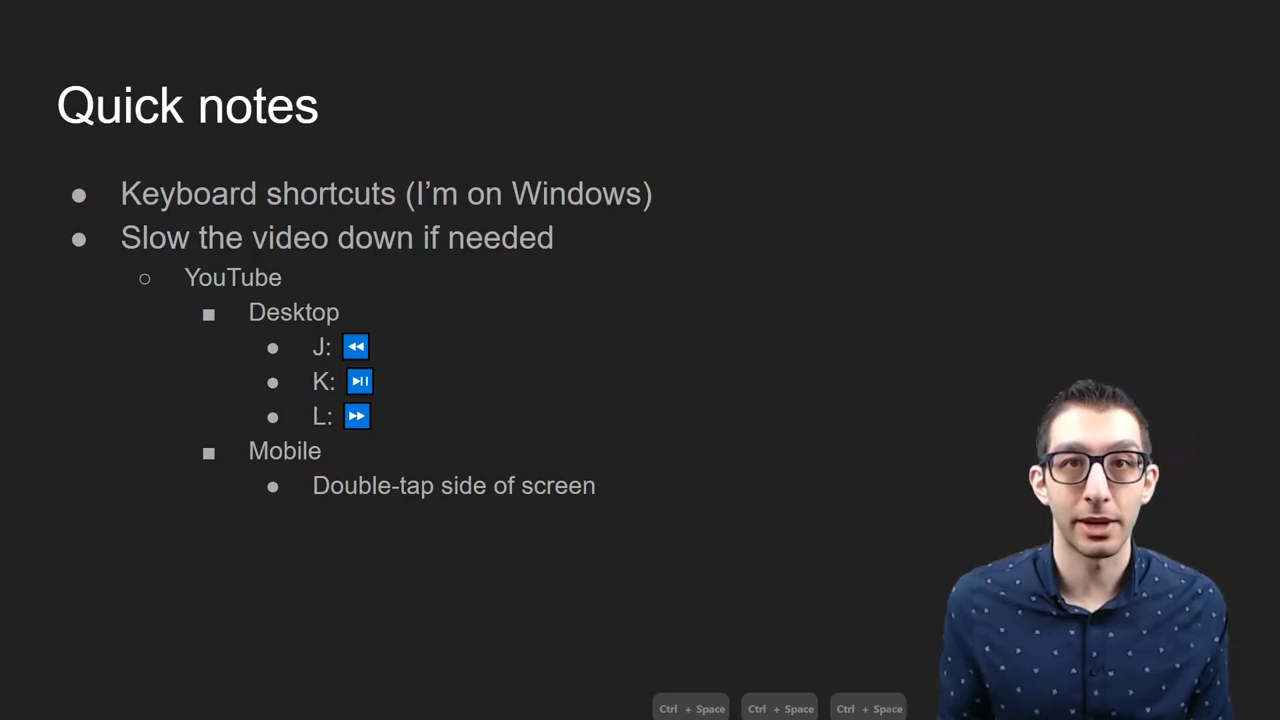 Quick notes
● Keyboard shortcuts (I’m on Windows)
● Slow the video down if needed
○ YouTube
■ Desktop
● J: ⏪
● K: ⏯
● L: ⏩
■ Mobile
● Double-tap side of screen
Ctrl + Space Ctrl + Space Ctrl + Space